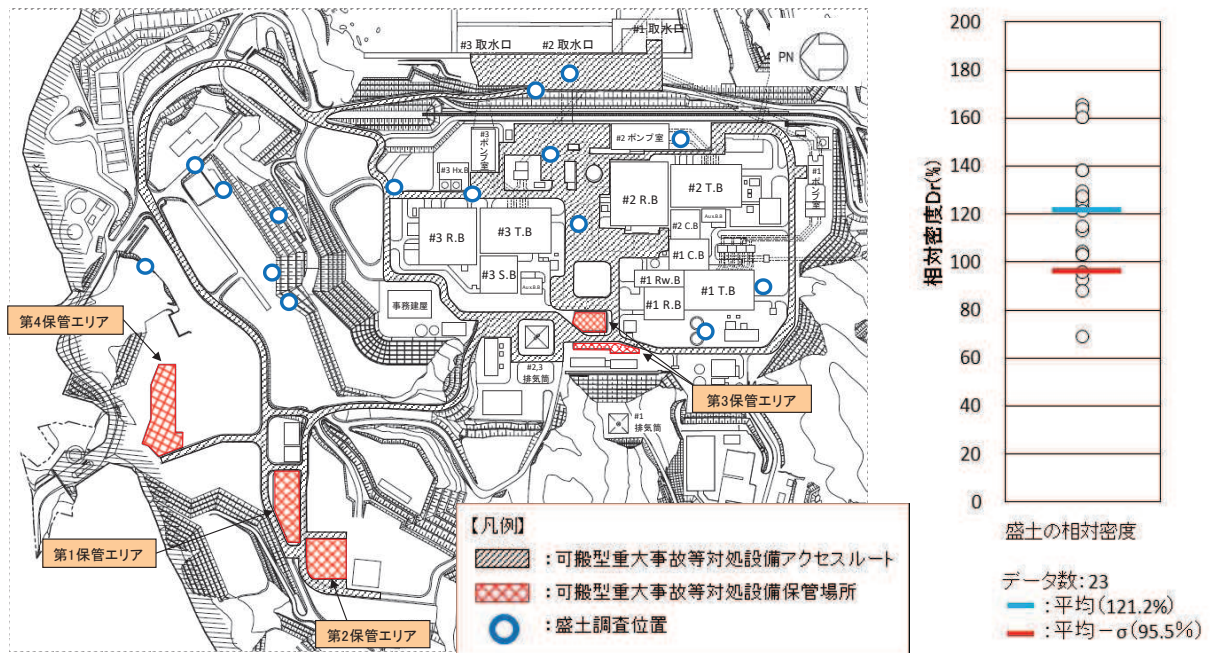 #3 取水口
#2 取水口
#1 取水口
PN
#3 ポンプ室
#2 ポンプ室
#1 ポンプ室
#3 Hx.B
#2 R.B
#2 T.B
#3 R.B
#3 T.B
#2 C.B
Aux.B.B
#1 C.B
#3 S.B
Aux.B.B
#1 Rw.B
#1 R.B
#1 T.B
事務建屋
#2,3
排気筒
#1
排気筒
第4保管エリア
第3保管エリア
第1保管エリア
第2保管エリア
【凡例】
:可搬型重大事故等対処設備アクセスルート
:可搬型重大事故等対処設備保管場所
:盛土調査位置
相対密度Dr(%)
200
180
160
140
120
100
80
60
40
20
0
盛土の相対密度
データ数:23
:平均(121.2%)
:平均-σ(95.5%)